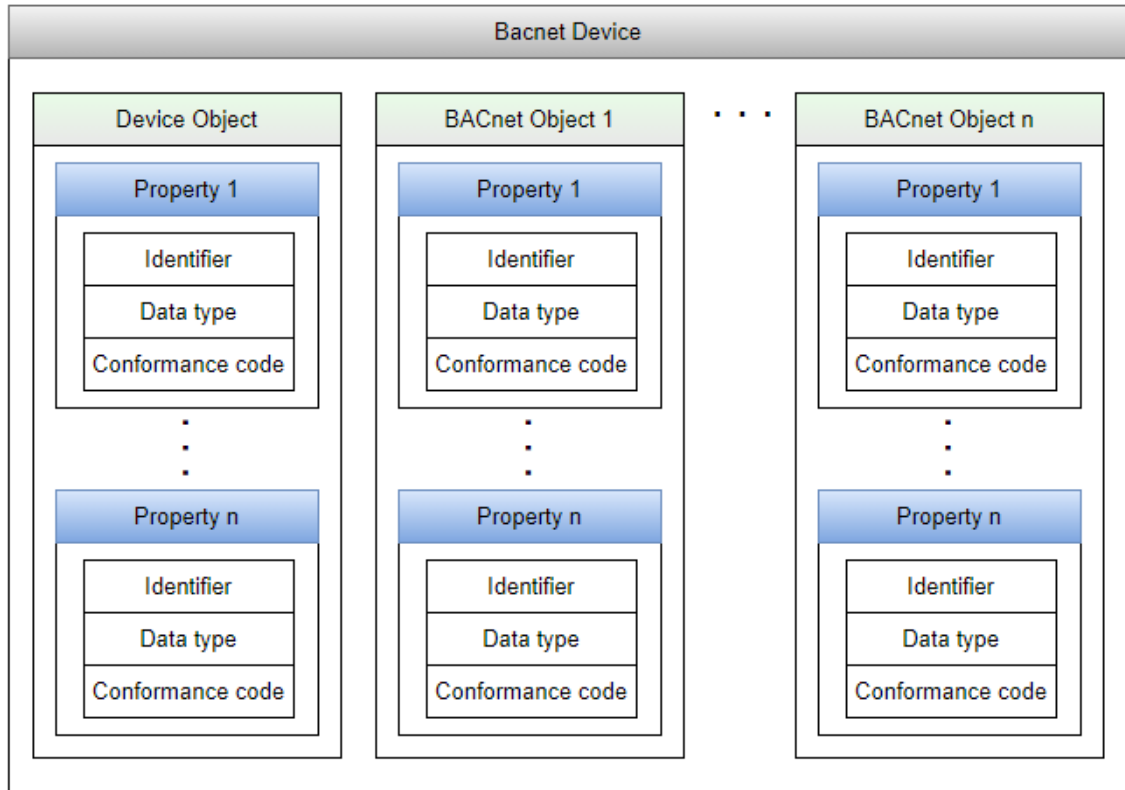 Bacnet Device
Device Object
Property 1
Identifier
Data type
Conformance code
Property n
Identifier
Data type
Conformance code
BACnet Object 1
Property 1
Identifier
Data type
Conformance code
Property n
Identifier
Data type
Conformance code
. . .
BACnet Object n
Property 1
Identifier
Data type
Conformance code
Property n
Identifier
Data type
Conformance code